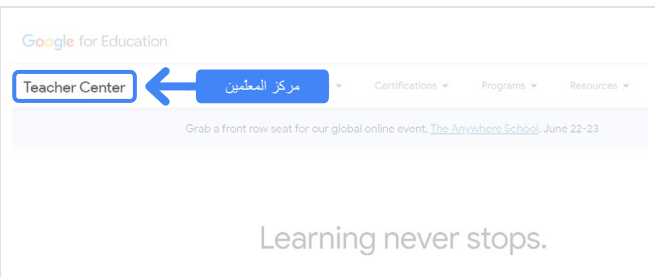 Google for Education
Teacher Center
مركز المعلمين
Certifications
Programs
Resources
Grab a front row seat for our global online event, The Anywhere School, June 22-23
Learning never stops.